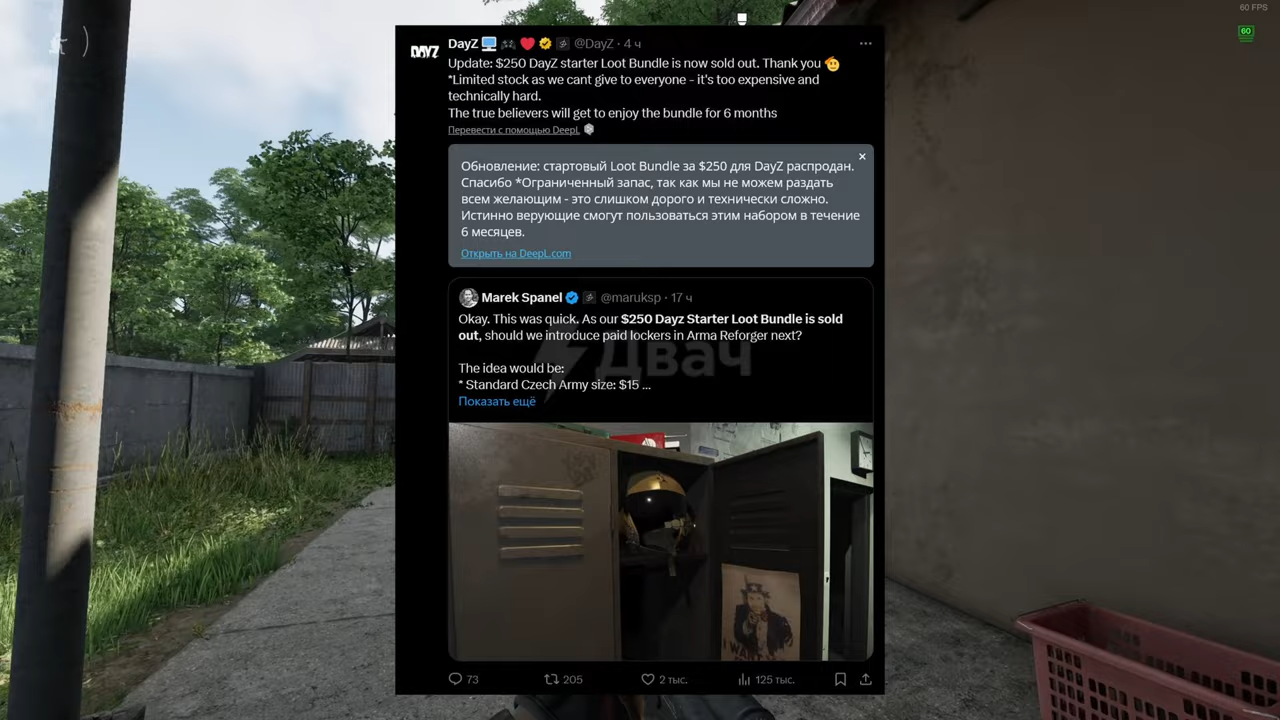 60 FPS
60
DAYZ
DayZ @DayZ · 4 ч
Update: $250 DayZ starter Loot Bundle is now sold out. Thank you
*Limited stock as we cant give to everyone - it's too expensive and
technically hard.
The true believers will get to enjoy the bundle for 6 months
Перевести с помощью DeepL
Обновление: стартовый Loot Bundle за $250 для DayZ распродан.
Спасибо *Ограниченный запас, так как мы не можем раздать
всем желающим - это слишком дорого и технически сложно.
Истинно верующие смогут пользоваться этим набором в течение
6 месяцев.
Открыть на DeepL.com
Marek Spanel @maruksp · 17 ч
Okay. This was quick. As our $250 Dayz Starter Loot Bundle is sold
out, should we introduce paid lockers in Arma Reforger next?
Двач
The idea would be:
* Standard Czech Army size: $15 ...
Показать ещё
I WANT
73 205 2 тыс. 125 тыс.